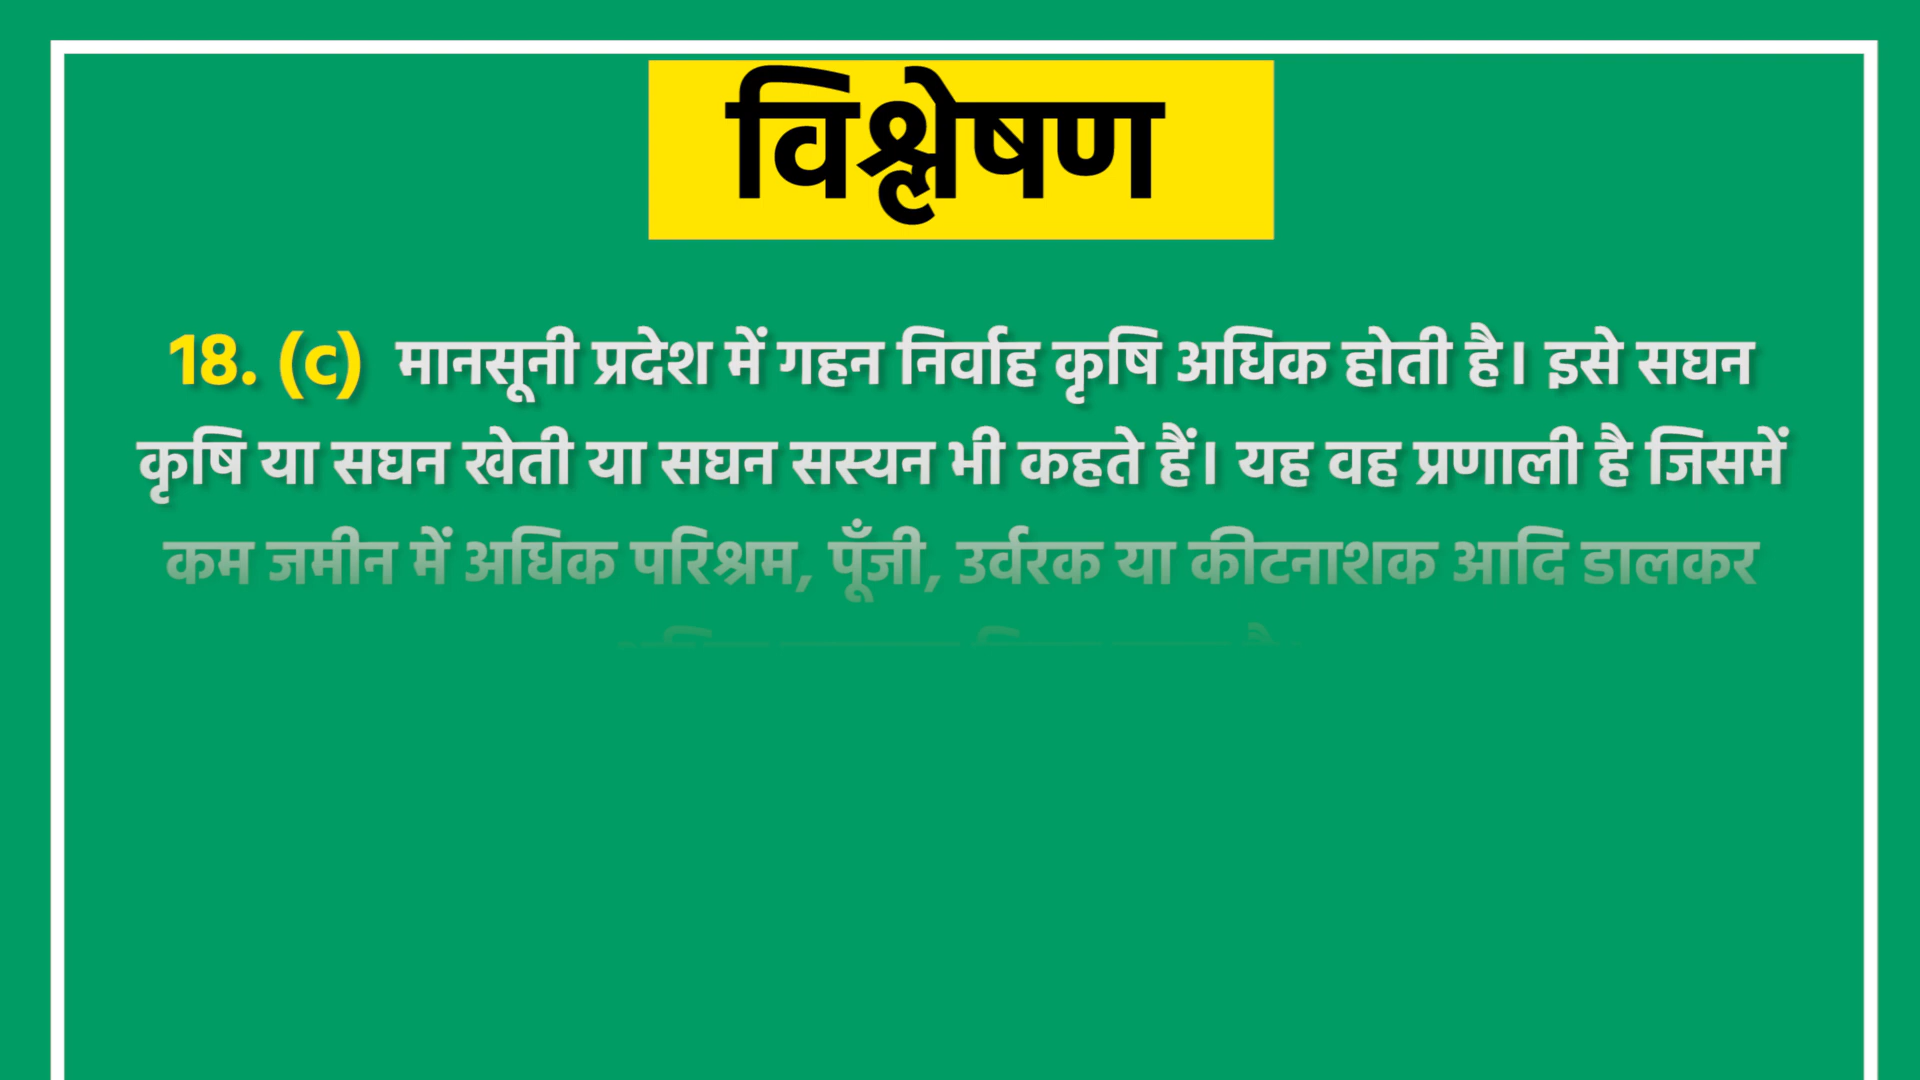 विश्लेषण
18. (c) मानसूनी प्रदेश में गहन निर्वाह कृषि अधिक होती है। इसे सघन
कृषि या सघन खेती या सघन सस्यन भी कहते हैं। यह वह प्रणाली है जिसमें
कम जमीन में अधिक परिश्रम, पूँजी, उर्वरक या कीटनाशक आदि डालकर